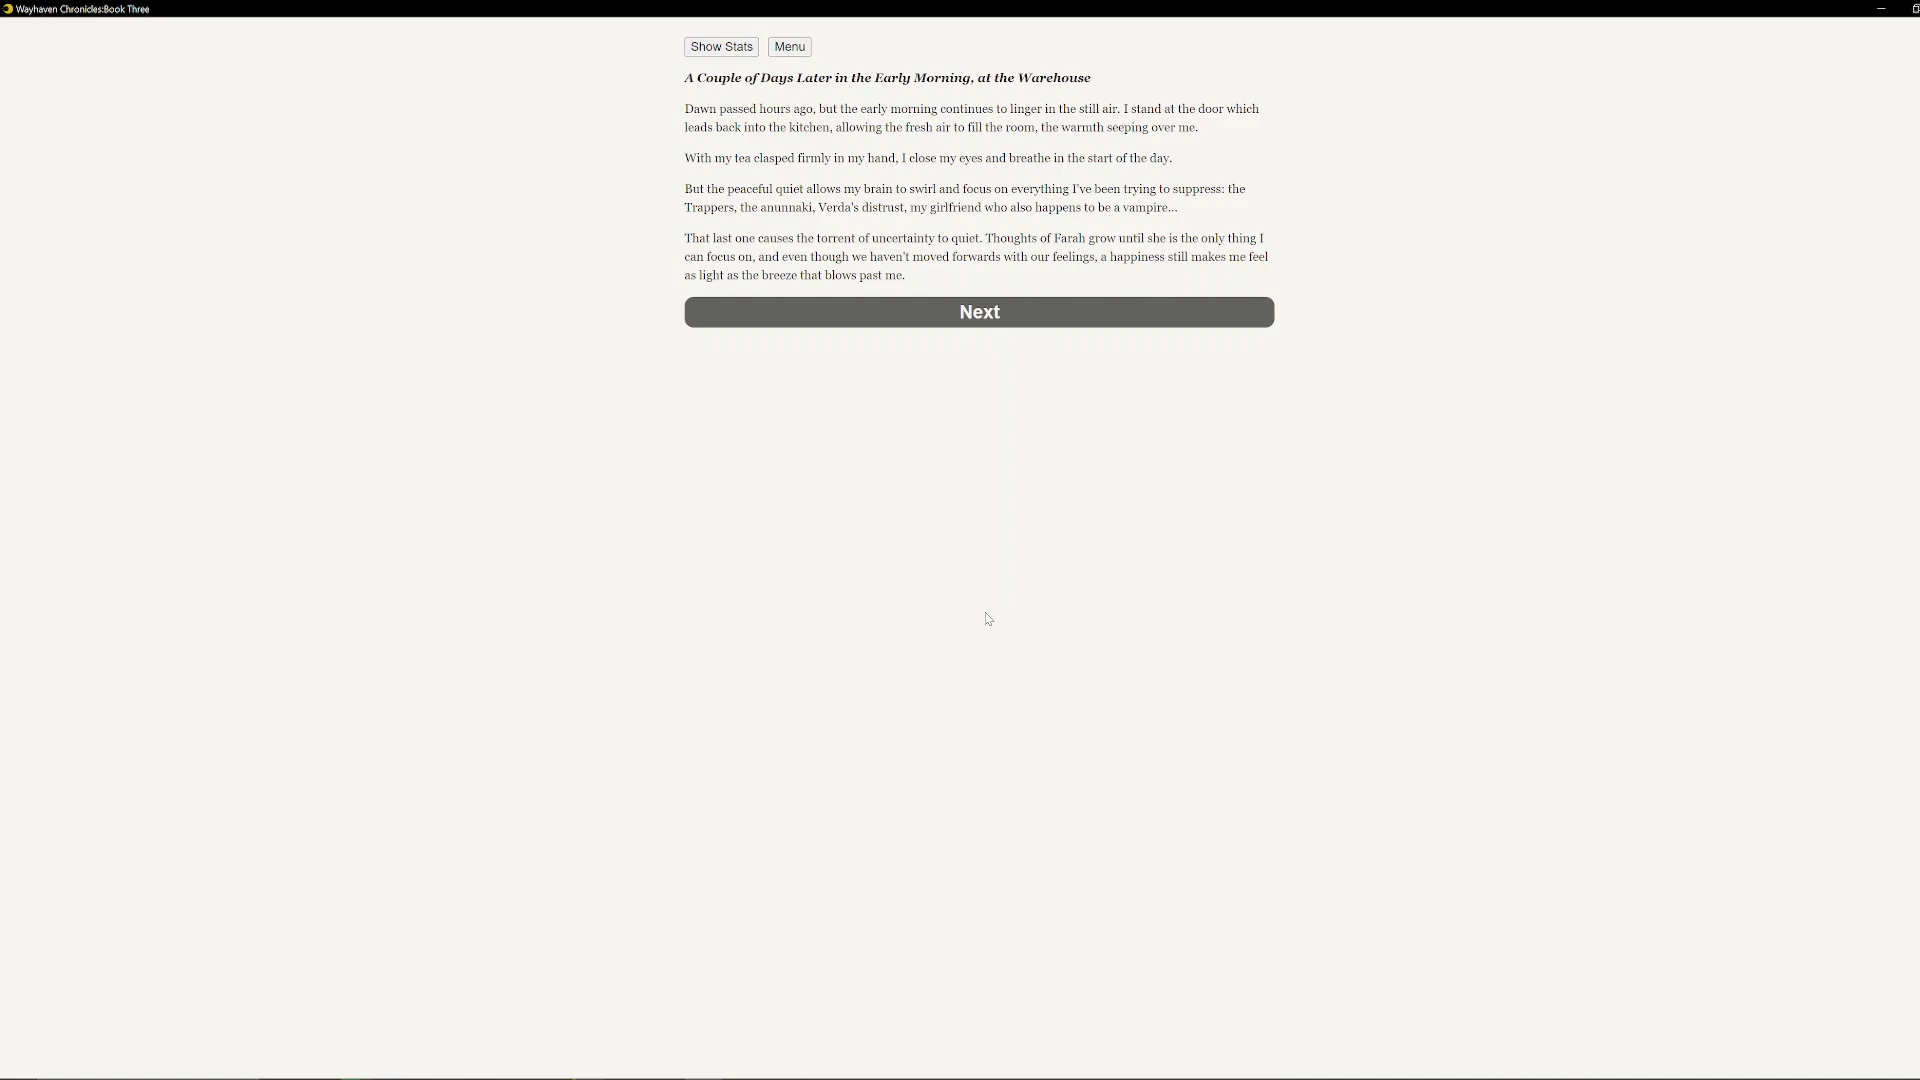 Wayhaven Chronicles:Book Three
Show Stats Menu
A Couple of Days Later in the Early Morning, at the Warehouse
Dawn passed hours ago, but the early morning continues to linger in the still air. I stand at the door which
leads back into the kitchen, allowing the fresh air to fill the room, the warmth seeping over me.
With my tea clasped firmly in my hand, I close my eyes and breathe in the start of the day.
But the peaceful quiet allows my brain to swirl and focus on everything I've been trying to suppress: the
Trappers, the anunnaki, Verda's distrust, my girlfriend who also happens to be a vampire...
That last one causes the torrent of uncertainty to quiet. Thoughts of Farah grow until she is the only thing I
can focus on, and even though we haven't moved forwards with our feelings, a happiness still makes me feel
as light as the breeze that blows past me.
Next